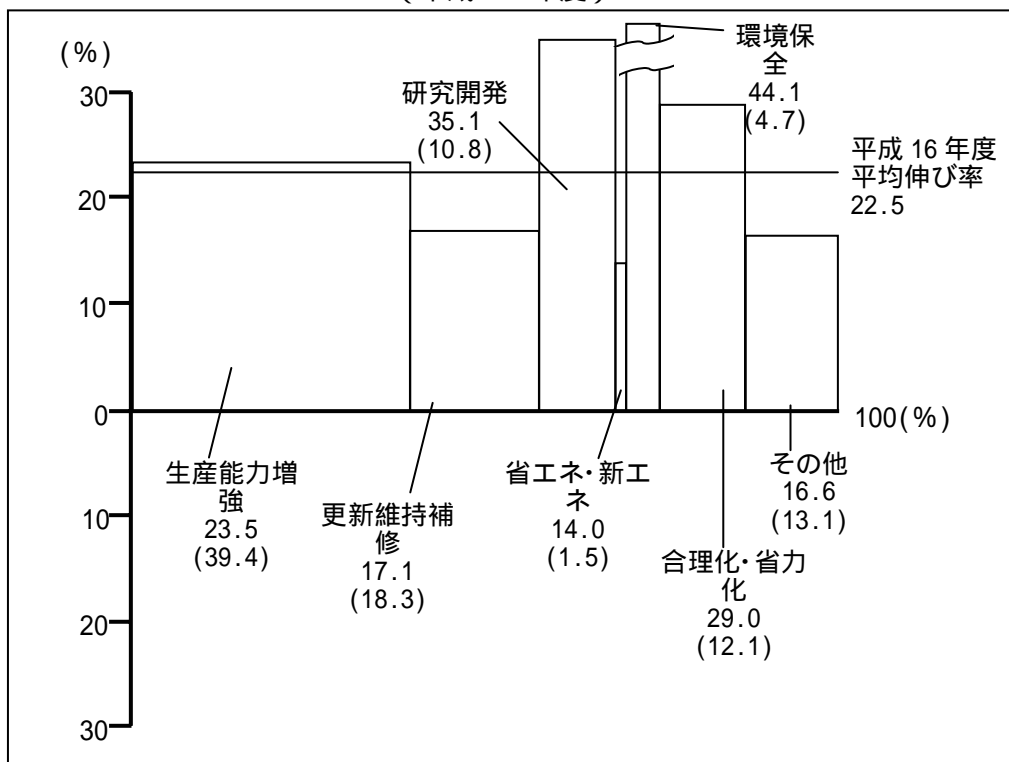 (%)
30
20
10
0
10
20
30
研究開発
35.1
(10.8)
環境保
全
44.1
(4.7)
平成 16 年度
平均伸び率
22.5
100(%)
生産能力増
強
23.5
(39.4)
更新維持補
修
17.1
(18.3)
省エネ・新エ
ネ
14.0
(1.5)
合理化・省力
化
29.0
(12.1)
その他
16.6
(13.1)